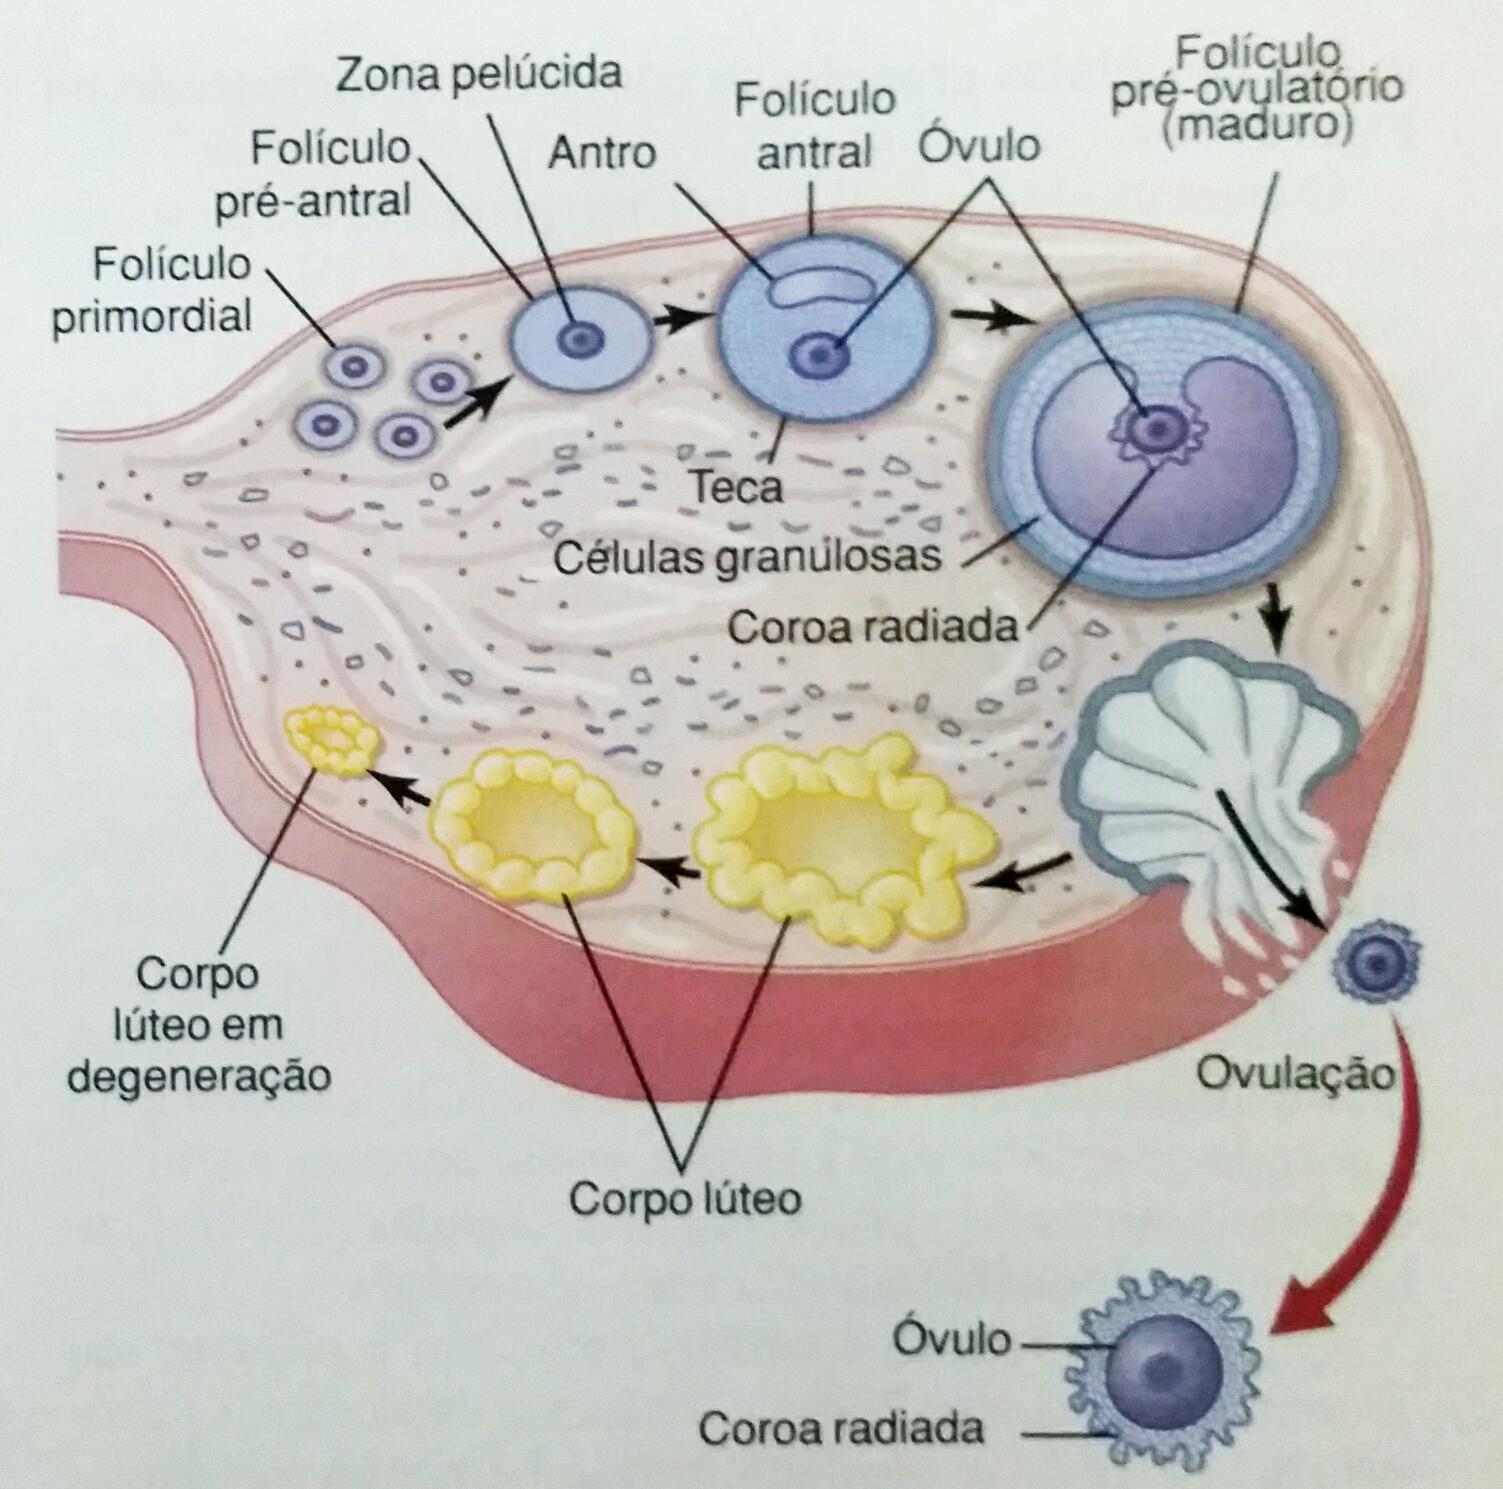 Zona pelúcida
Folículo
pré-antral
Folículo
primordial
Antro
Folículo
antral
Óvulo
Folículo
pré-ovulatório
(maduro)
Teca
Células granulosas
Coroa radiada
Corpo
lúteo em
degeneração
Corpo lúteo
Ovulação
Óvulo
Coroa radiada